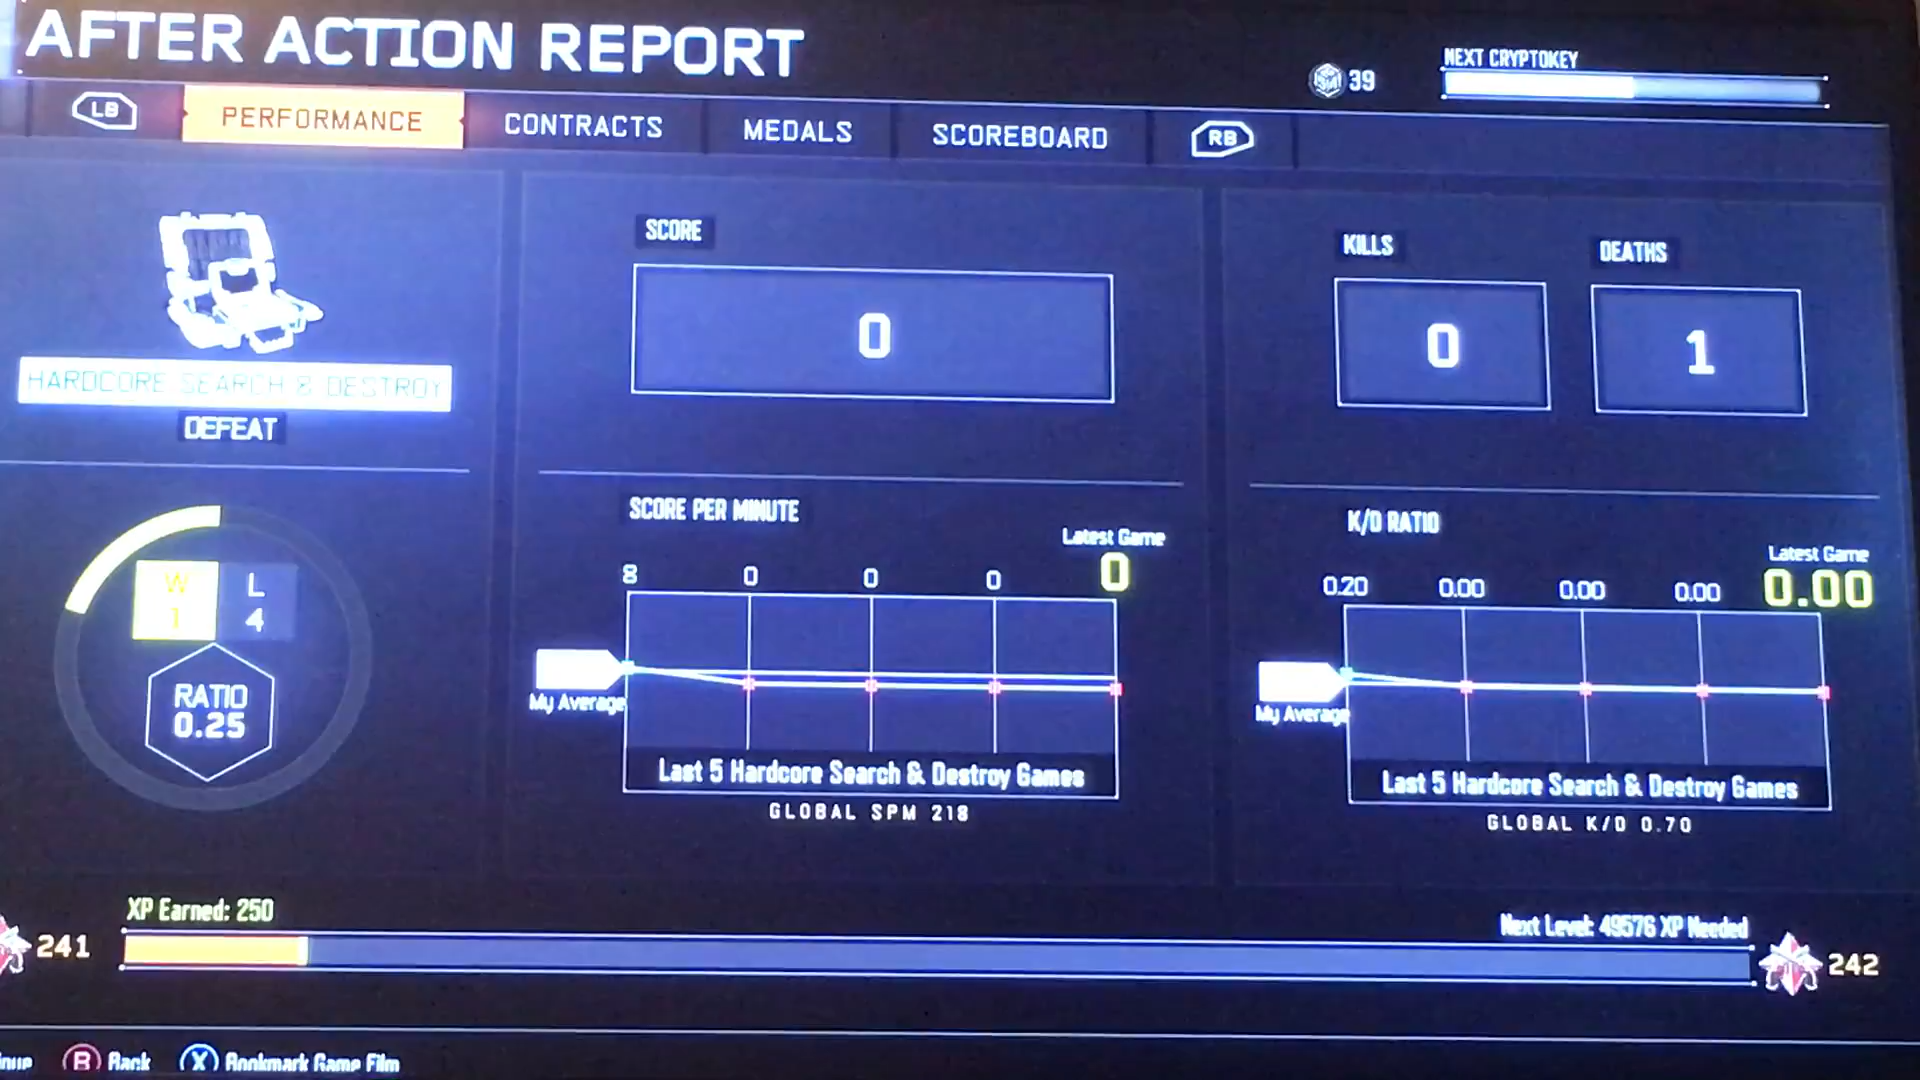 AFTER ACTION REPORT
39
NEXT CRYPTOKEY
LB
PERFORMANCE
CONTRACTS
MEDALS
SCOREBOARD
RB
HARDCORE SEARCH & DESTROY
DEFEAT
W
1
L
4
RATIO
0.25
SCORE
0
KILLS
0
DEATHS
1
SCORE PER MINUTE
Latest Game
8 0 0 0 0
My Average
Last 5 Hardcore Search & Destroy Games
GLOBAL SPM 218
K/D RATIO
Latest Game
0.20 0.00 0.00 0.00 0.00
My Average
Last 5 Hardcore Search & Destroy Games
GLOBAL K/D 0.70
XP Earned: 250
Next Level: 49576 XP Needed
241
242
B Back
X Bookmark Game Film